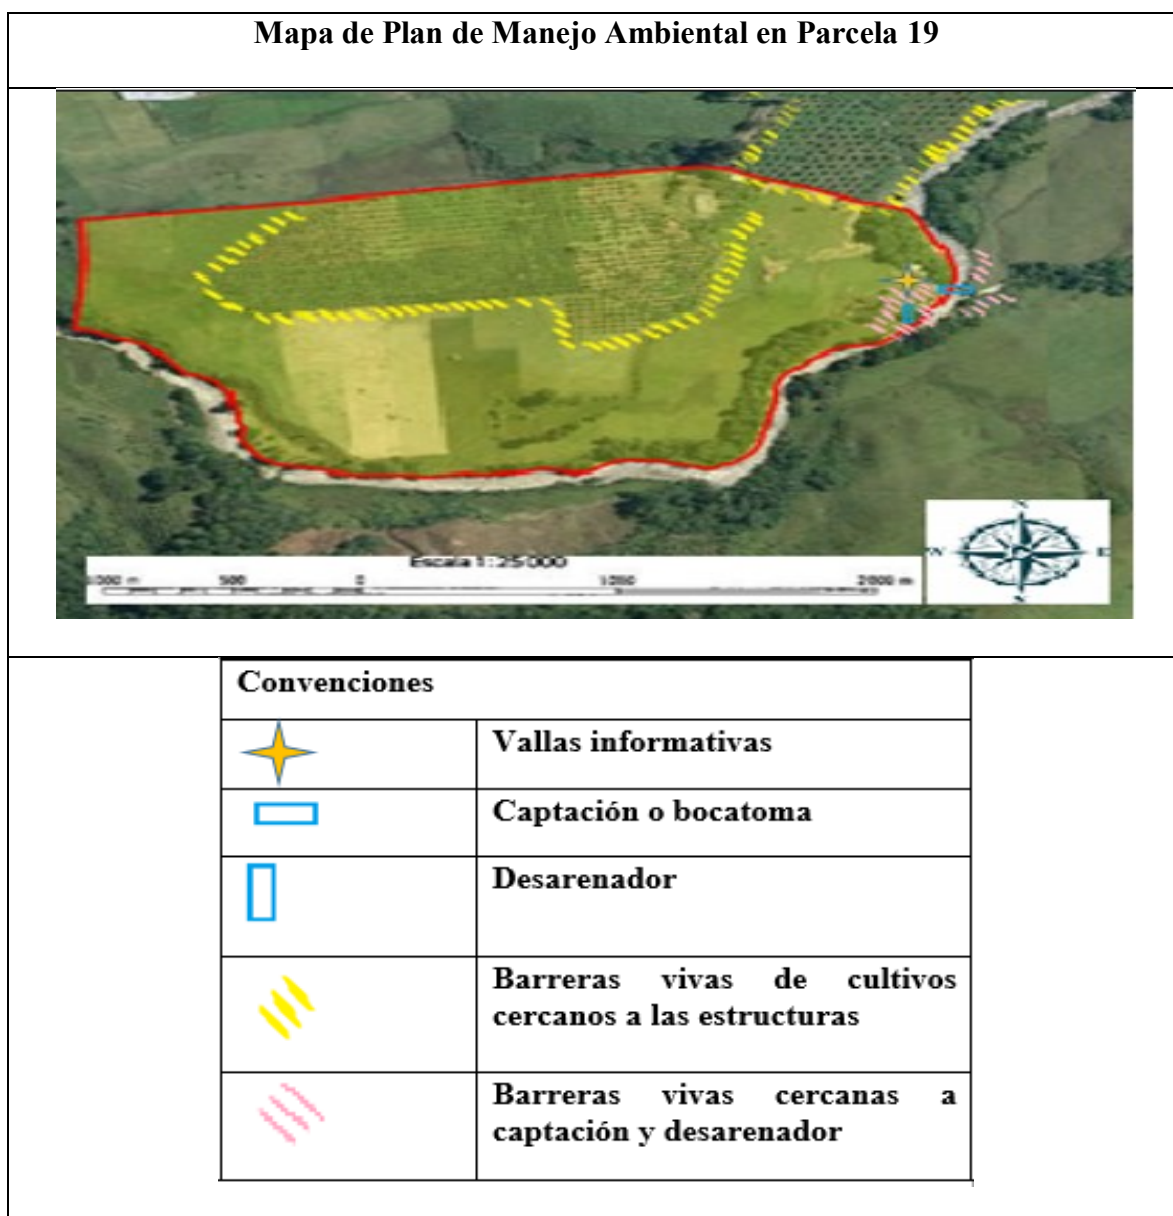 Mapa de Plan de Manejo Ambiental en Parcela 19
N
W
E
Escala 1:25000
1000 m 500 0 1050 2000 m
Convenciones
Vallas informativas
Captación o bocatoma
Desarenador
Barreras vivas de cultivos
cercanos a las estructuras
Barreras vivas cercanas a
captación y desarenador